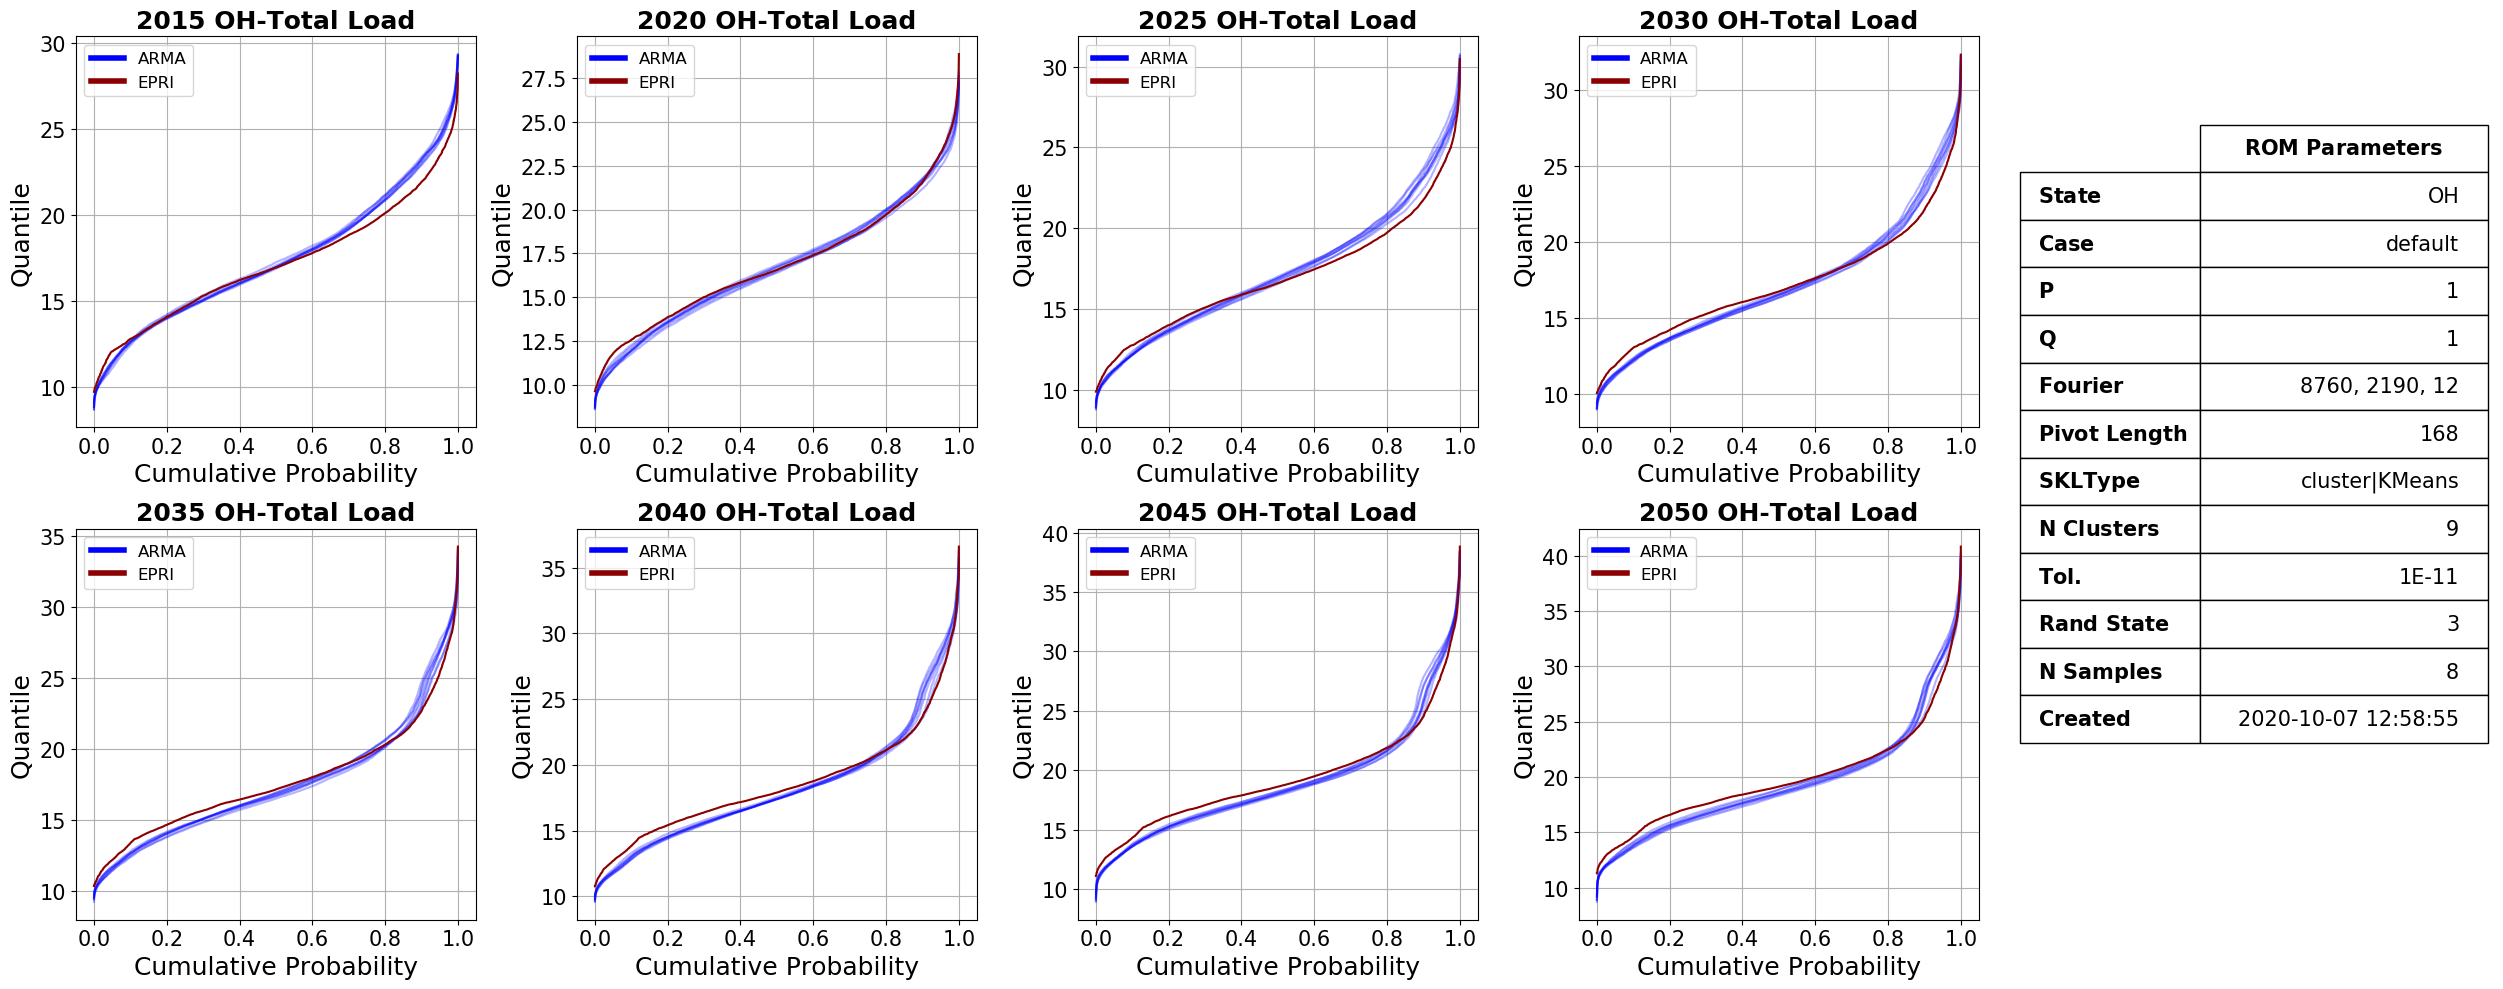 2015 OH-Total Load
ARMA
EPRI
Quantile
30
25
20
15
10
0.0 0.2 0.4 0.6 0.8 1.0
Cumulative Probability
2020 OH-Total Load
ARMA
EPRI
Quantile
27.5
25.0
22.5
20.0
17.5
15.0
12.5
10.0
0.0 0.2 0.4 0.6 0.8 1.0
Cumulative Probability
2025 OH-Total Load
ARMA
EPRI
Quantile
30
25
20
15
10
0.0 0.2 0.4 0.6 0.8 1.0
Cumulative Probability
2030 OH-Total Load
ARMA
EPRI
Quantile
30
25
20
15
10
0.0 0.2 0.4 0.6 0.8 1.0
Cumulative Probability
2035 OH-Total Load
ARMA
EPRI
Quantile
35
30
25
20
15
10
0.0 0.2 0.4 0.6 0.8 1.0
Cumulative Probability
2040 OH-Total Load
ARMA
EPRI
Quantile
35
30
25
20
15
10
0.0 0.2 0.4 0.6 0.8 1.0
Cumulative Probability
2045 OH-Total Load
ARMA
EPRI
Quantile
40
35
30
25
20
15
10
0.0 0.2 0.4 0.6 0.8 1.0
Cumulative Probability
2050 OH-Total Load
ARMA
EPRI
Quantile
40
35
30
25
20
15
10
0.0 0.2 0.4 0.6 0.8 1.0
Cumulative Probability
ROM Parameters
State OH
Case default
P 1
Q 1
Fourier 8760, 2190, 12
Pivot Length 168
SKLType cluster|KMeans
N Clusters 9
Tol. 1E-11
Rand State 3
N Samples 8
Created 2020-10-07 12:58:55